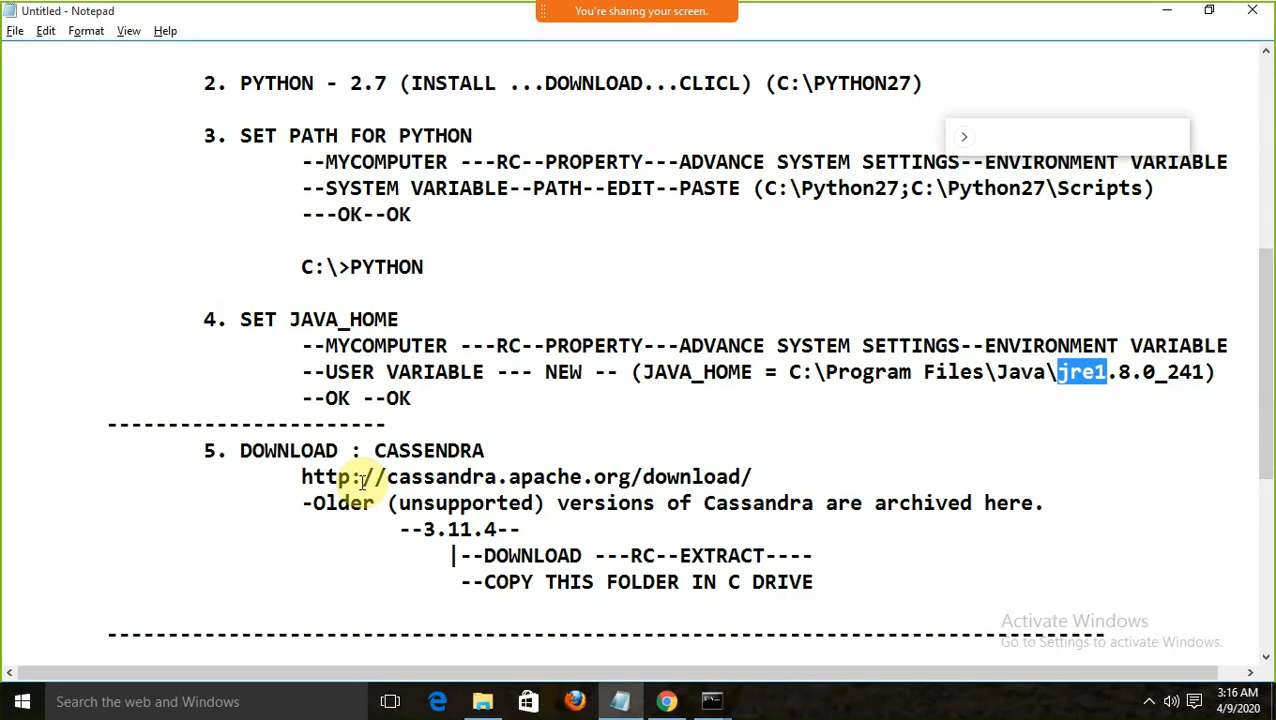 Untitled - Notepad
You're sharing your screen.
File Edit Format View Help
2. PYTHON - 2.7 (INSTALL ...DOWNLOAD...CLICL) (C:\PYTHON27)
3. SET PATH FOR PYTHON
--MYCOMPUTER ---RC--PROPERTY---ADVANCE SYSTEM SETTINGS--ENVIRONMENT VARIABLE
--SYSTEM VARIABLE--PATH--EDIT--PASTE (C:\Python27;C:\Python27\Scripts)
---OK--OK
C:\>PYTHON
4. SET JAVA_HOME
--MYCOMPUTER ---RC--PROPERTY---ADVANCE SYSTEM SETTINGS--ENVIRONMENT VARIABLE
--USER VARIABLE --- NEW -- (JAVA_HOME = C:\Program Files\Java\jre1.8.0_241)
--OK --OK
-----------------------
5. DOWNLOAD : CASSENDRA
http://cassandra.apache.org/download/
-Older (unsupported) versions of Cassandra are archived here.
--3.11.4--
|--DOWNLOAD ---RC--EXTRACT----
--COPY THIS FOLDER IN C DRIVE
----------------------------------------------------------------------------------
Activate Windows
Go to Settings to activate Windows.
Search the web and Windows
3:16 AM
4/9/2020